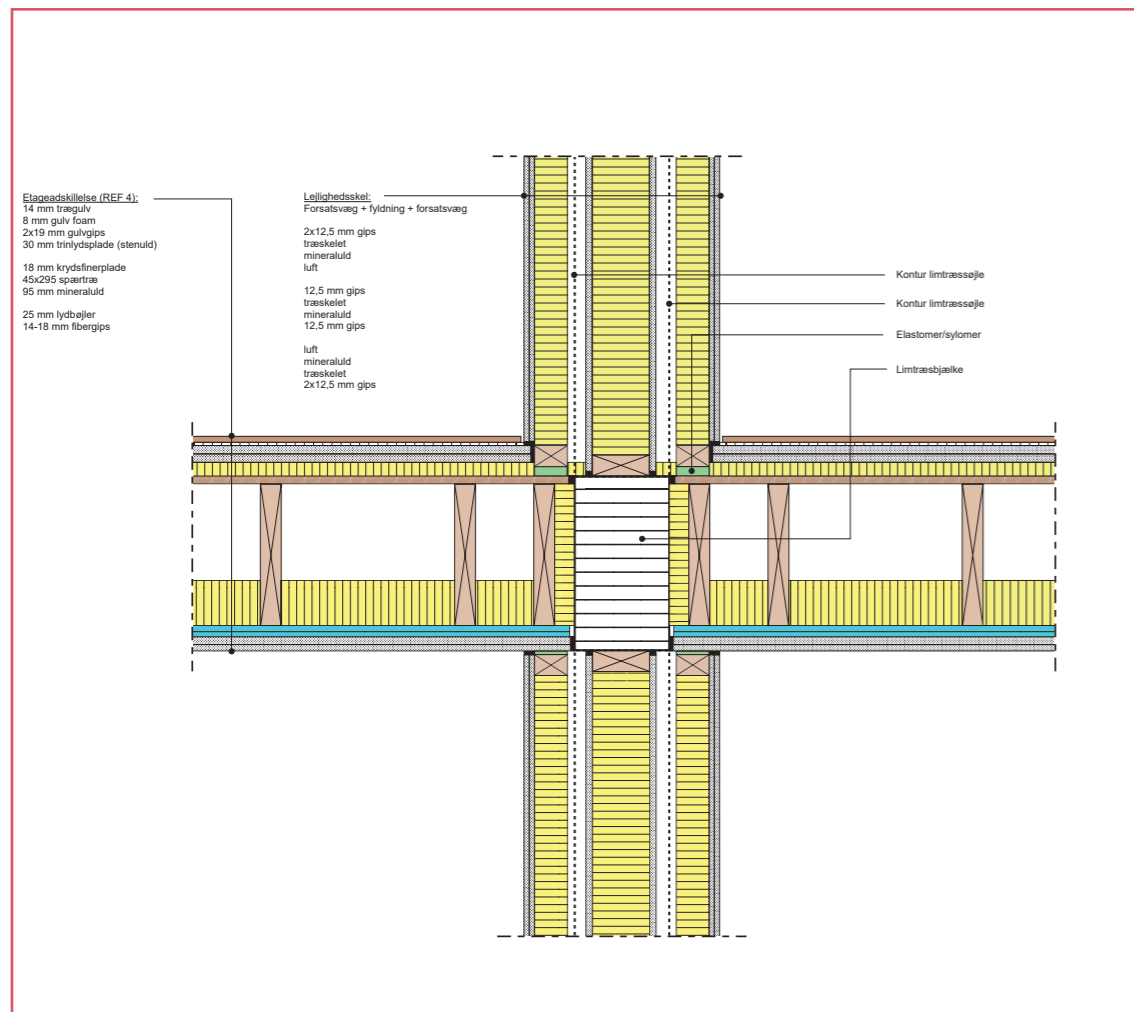 Etageadskillelse (REF 4):
14 mm trægulv
8 mm gulv foam
2x19 mm gulvgips
30 mm trinlydsplade (stenuld)
18 mm krydsfinerplade
45x295 spærtræ
95 mm mineraluld
25 mm lydbøjler
14-18 mm fibergips
Lejlighedsskel:
Forsatsvæg + fyldning + forsatsvæg
2x12,5 mm gips
træskelet
mineraluld
luft
12,5 mm gips
træskelet
mineraluld
12,5 mm gips
luft
mineraluld
træskelet
2x12,5 mm gips
Kontur limtræssøjle
Kontur limtræssøjle
Elastomer/sylomer
Limtræsbjælke